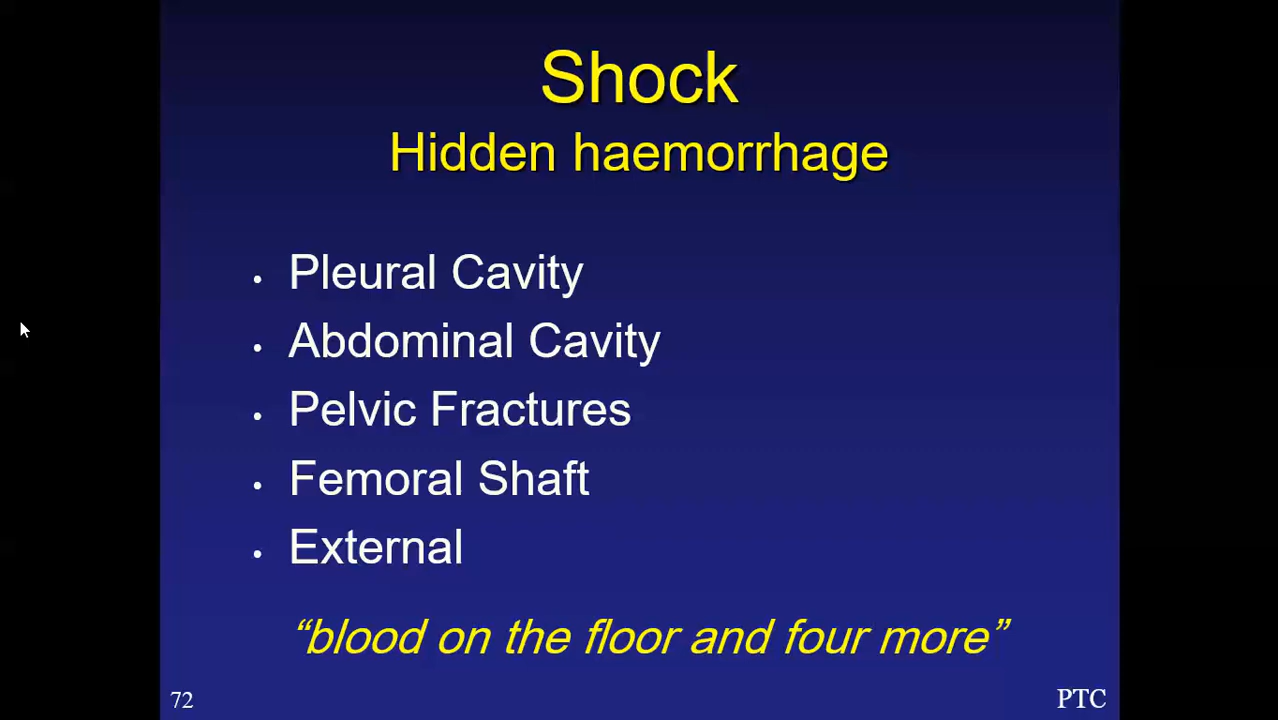 Shock
Hidden haemorrhage
• Pleural Cavity
• Abdominal Cavity
• Pelvic Fractures
• Femoral Shaft
• External
“blood on the floor and four more”
72
PTC